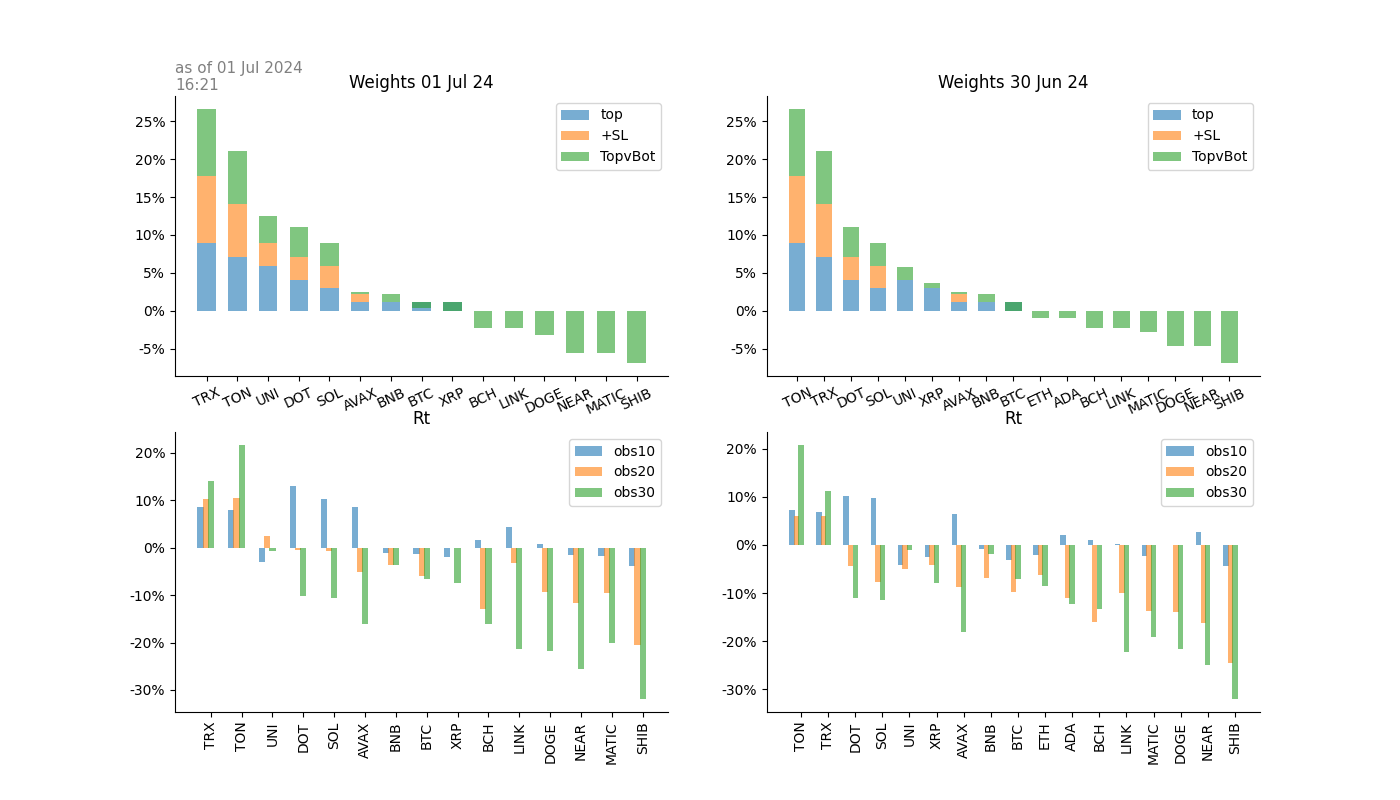 as of 01 Jul 2024
16:21
Weights 01 Jul 24
25%
20%
15%
10%
5%
0%
-5%
top
+SL
TopvBot
TRX TON UNI DOT SOL AVAX BNB BTC XRP BCH LINK DOGE NEAR MATIC SHIB
Weights 30 Jun 24
25%
20%
15%
10%
5%
0%
-5%
top
+SL
TopvBot
TON TRX DOT SOL UNI XRP AVAX BNB BTC ETH ADA BCH LINK MATIC DOGE NEAR SHIB
Rt
20%
10%
0%
-10%
-20%
-30%
obs10
obs20
obs30
TRX TON UNI DOT SOL AVAX BNB BTC XRP BCH LINK DOGE NEAR MATIC SHIB
Rt
20%
10%
0%
-10%
-20%
-30%
obs10
obs20
obs30
TON TRX DOT SOL UNI XRP AVAX BNB BTC ETH ADA BCH LINK MATIC DOGE NEAR SHIB